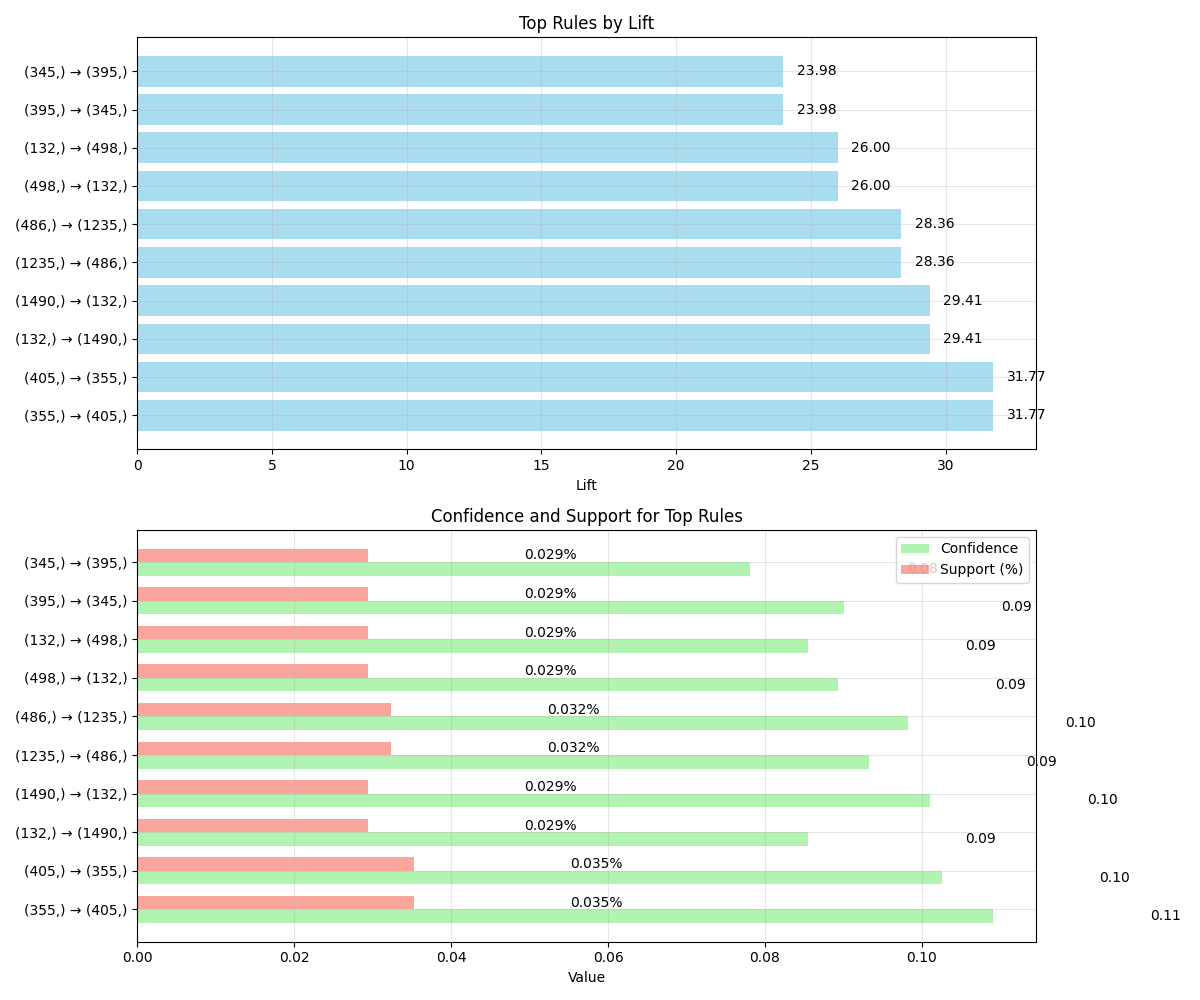 Top Rules by Lift
(345,) → (395,) 23.98
(395,) → (345,) 23.98
(132,) → (498,) 26.00
(498,) → (132,) 26.00
(486,) → (1235,) 28.36
(1235,) → (486,) 28.36
(1490,) → (132,) 29.41
(132,) → (1490,) 29.41
(405,) → (355,) 31.77
(355,) → (405,) 31.77
0 5 10 15 20 25 30
Lift
Confidence and Support for Top Rules
Confidence
Support (%)
(345,) → (395,) 0.029% 0.08
(395,) → (345,) 0.029% 0.09
(132,) → (498,) 0.029% 0.09
(498,) → (132,) 0.029% 0.09
(486,) → (1235,) 0.032% 0.10
(1235,) → (486,) 0.032% 0.09
(1490,) → (132,) 0.029% 0.10
(132,) → (1490,) 0.029% 0.09
(405,) → (355,) 0.035% 0.10
(355,) → (405,) 0.035% 0.11
0.00 0.02 0.04 0.06 0.08 0.10
Value